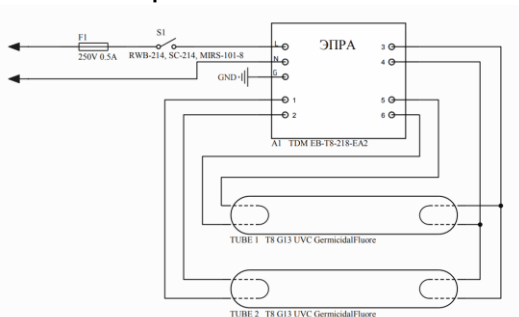 F1
250V 0.5A
S1
RWB-214, SC-214, MIRS-101-8
ЭПРА
L
N
G
GND
1
2
3
4
5
6
A1 TDM EB-T8-218-EA2
TUBE 1 T8 G13 UVC GermicidalFluore
TUBE 2 T8 G13 UVC GermicidalFluore